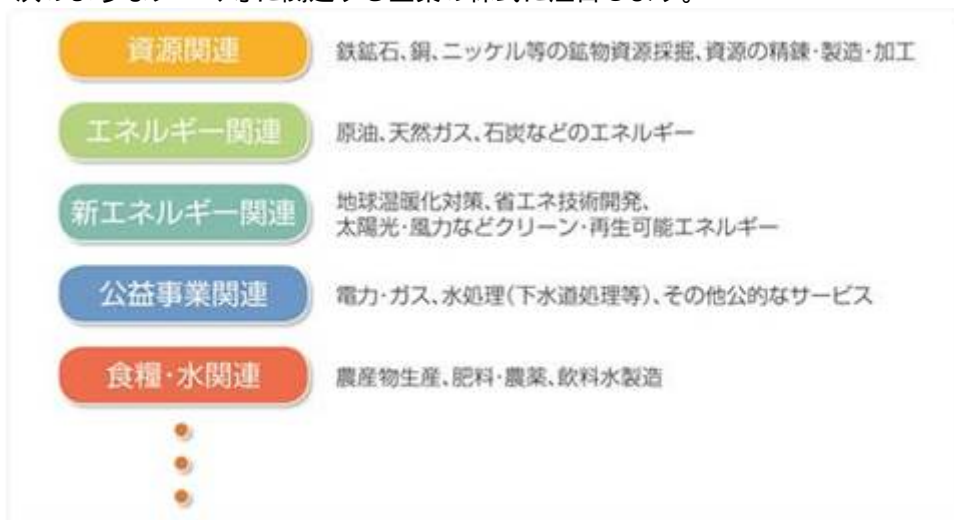 資源関連
鉄鉱石、銅、ニッケル等の鉱物資源採掘、資源の精錬・製造・加工
エネルギー関連
原油、天然ガス、石炭などのエネルギー
新エネルギー関連
地球温暖化対策、省エネ技術開発、
太陽光・風力などクリーン・再生可能エネルギー
公益事業関連
電力・ガス、水処理(下水道処理等)、その他公的なサービス
食糧・水関連
農産物生産、肥料・農薬、飲料水製造